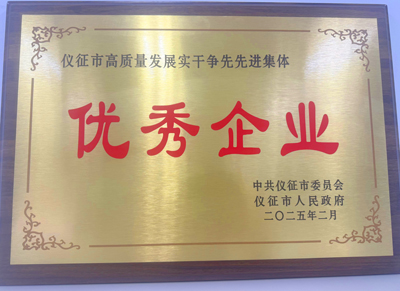 仪征市高质量发展实干争先先进集体
优秀企业
中共仪征市委员会
仪征市人民政府
二〇二五年二月